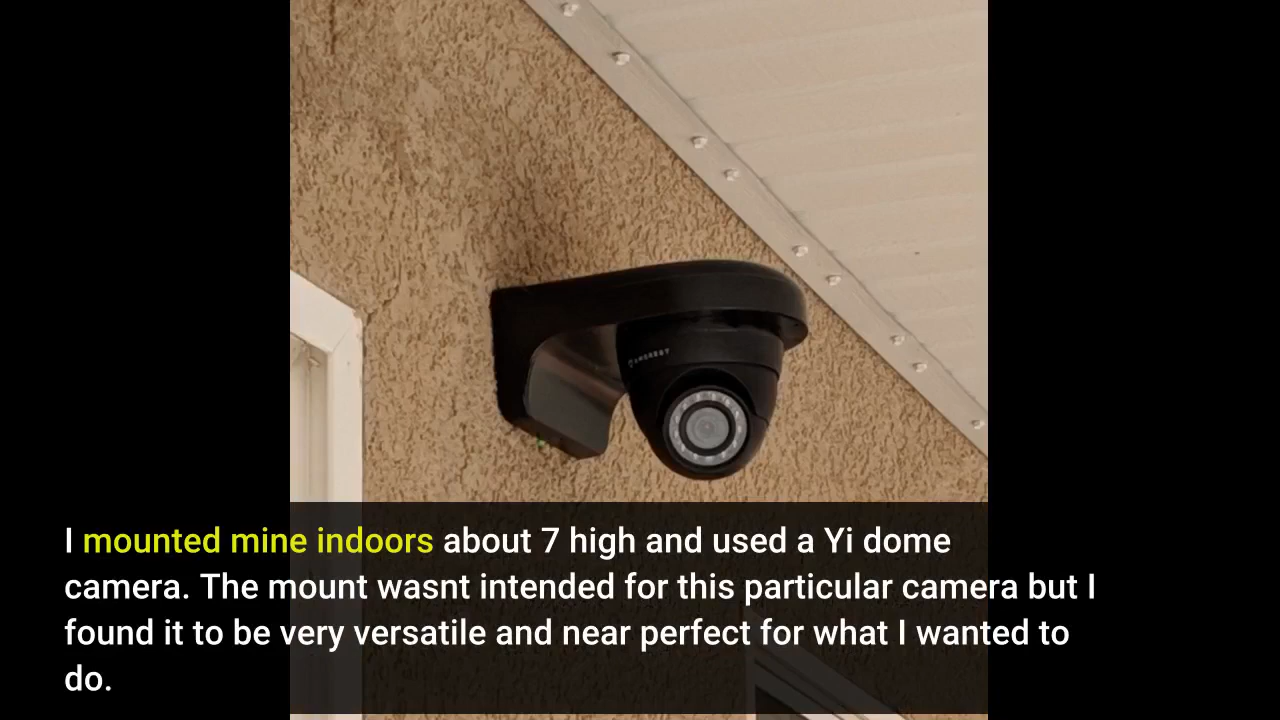 AMCREST
I mounted mine indoors about 7 high and used a Yi dome
camera. The mount wasnt intended for this particular camera but I
found it to be very versatile and near perfect for what I wanted to
do.